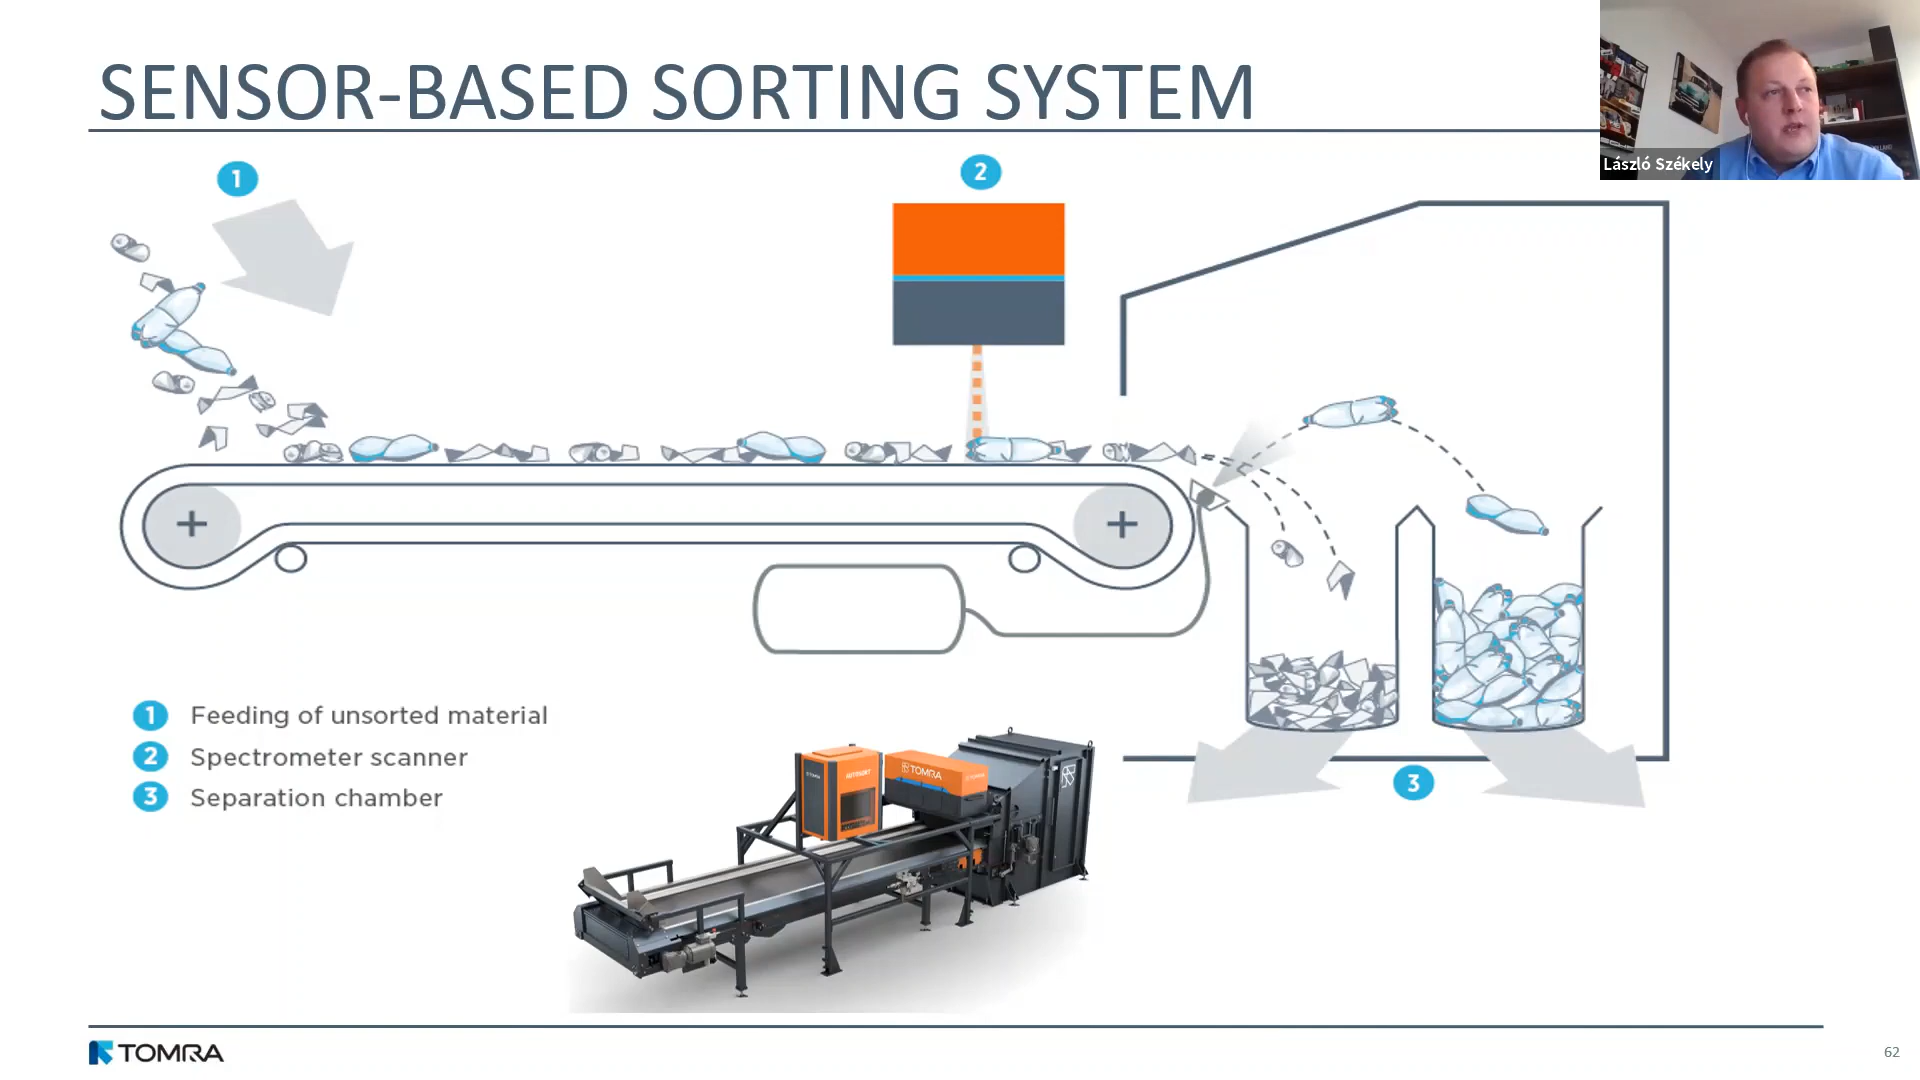 SENSOR-BASED SORTING SYSTEM
László Székely
1
2
1 Feeding of unsorted material
2 Spectrometer scanner
3 Separation chamber
3
AUTOSORT
TOMRA
TOMRA
62